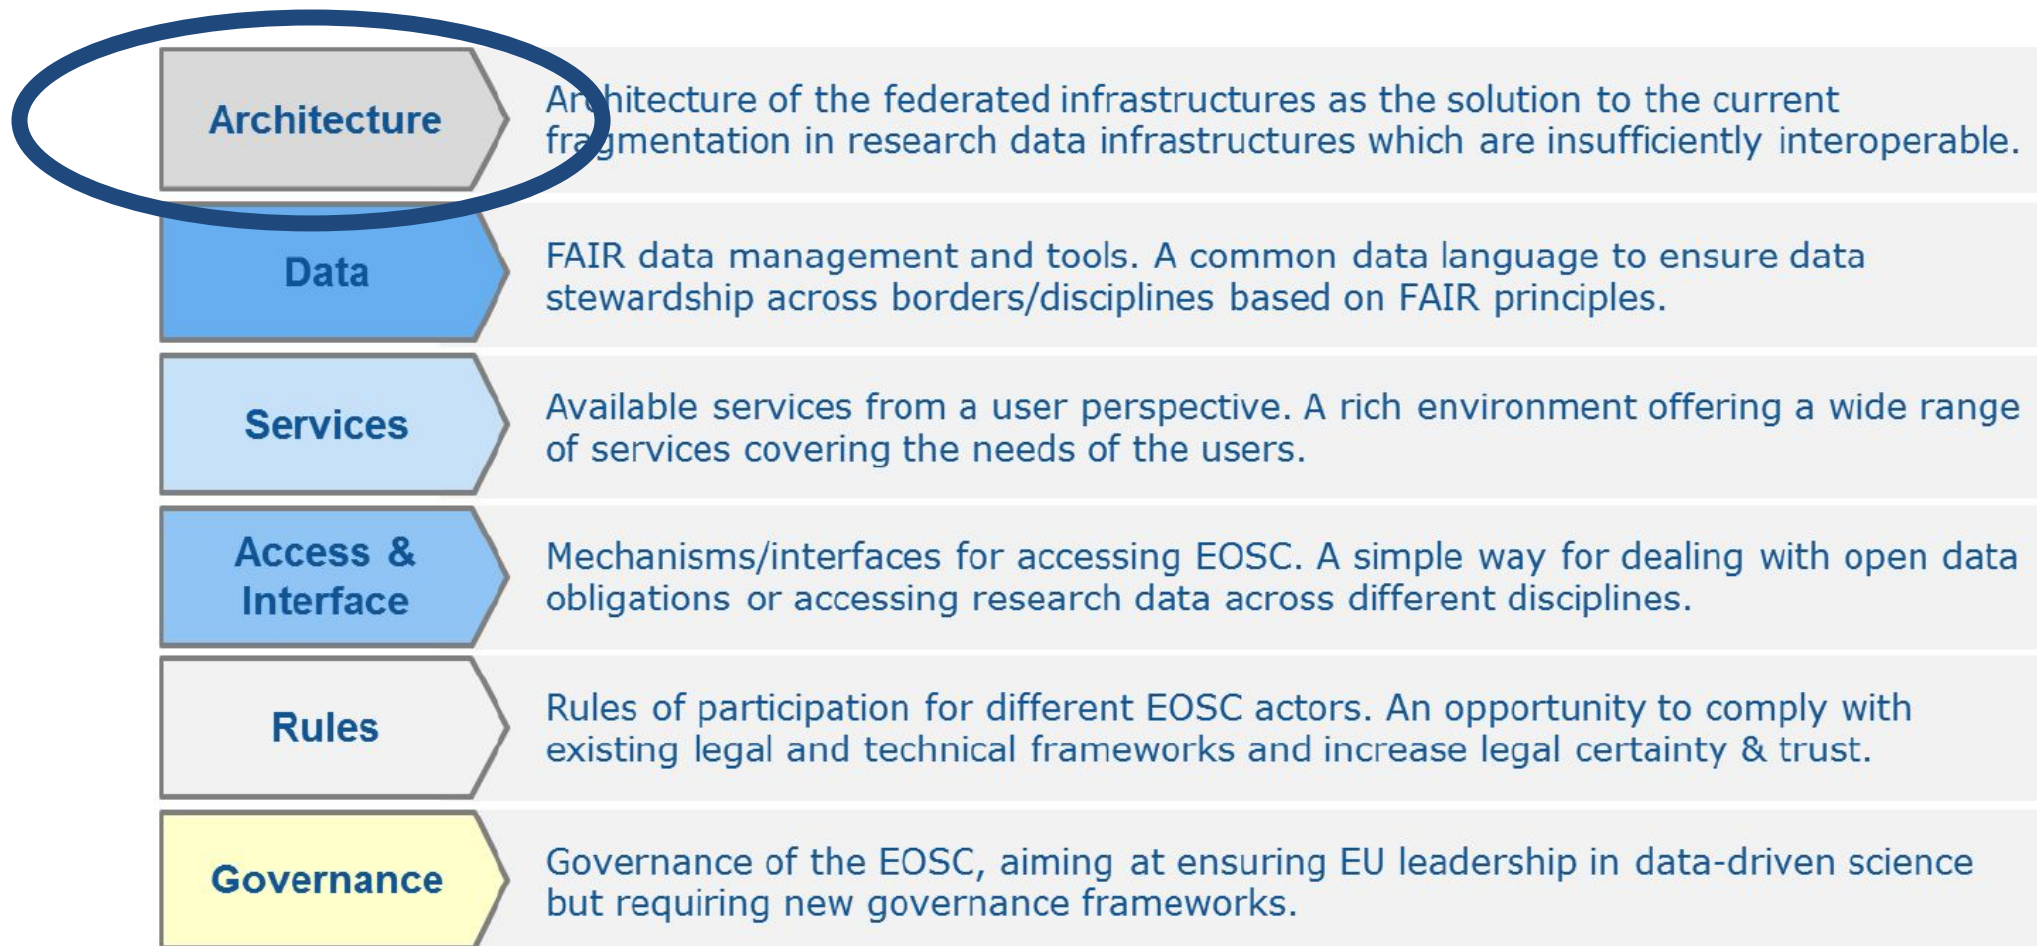 Architecture
Architecture of the federated infrastructures as the solution to the current
fragmentation in research data infrastructures which are insufficiently interoperable.
Data
FAIR data management and tools. A common data language to ensure data
stewardship across borders/disciplines based on FAIR principles.
Services
Available services from a user perspective. A rich environment offering a wide range
of services covering the needs of the users.
Access &
Interface
Mechanisms/interfaces for accessing EOSC. A simple way for dealing with open data
obligations or accessing research data across different disciplines.
Rules
Rules of participation for different EOSC actors. An opportunity to comply with
existing legal and technical frameworks and increase legal certainty & trust.
Governance
Governance of the EOSC, aiming at ensuring EU leadership in data-driven science
but requiring new governance frameworks.